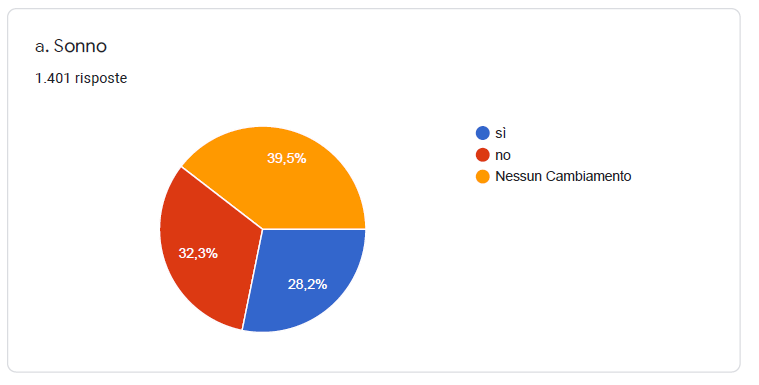 a. Sonno
1.401 risposte
39,5%
32,3%
28,2%
sì
no
Nessun Cambiamento